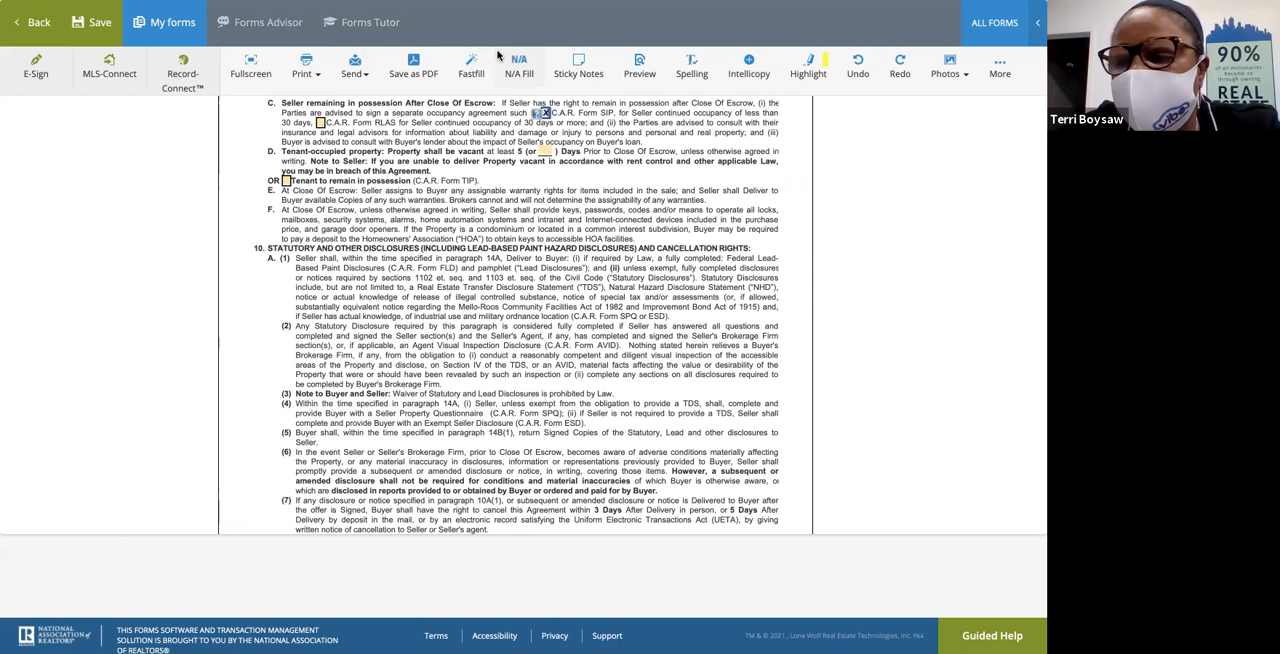 Back
Save
My forms
Forms Advisor
Forms Tutor
ALL FORMS
E-Sign
MLS-Connect
Record-
Connect™
Fullscreen
Print
Send
Save as PDF
Fastfill
N/A
N/A Fill
Sticky Notes
Preview
Spelling
Intellicopy
Highlight
Undo
Redo
Photos
More
C. Seller remaining in possession After Close Of Escrow: If Seller has the right to remain in possession after Close Of Escrow, (i) the
Parties are advised to sign a separate occupancy agreement such X C.A.R. Form SIP, for Seller continued occupancy of less than
30 days, C.A.R. Form RLAS for Seller continued occupancy of 30 days or more; and (ii) the Parties are advised to consult with their
insurance and legal advisors for information about liability and damage or injury to persons and personal and real property; and (iii)
Buyer is advised to consult with Buyer's lender about the impact of Seller's occupancy on Buyer's loan.
D. Tenant-occupied property: Property shall be vacant at least 5 (or ) Days Prior to Close Of Escrow, unless otherwise agreed in
writing. Note to Seller: If you are unable to deliver Property vacant in accordance with rent control and other applicable Law,
you may be in breach of this Agreement.
OR Tenant to remain in possession (C.A.R. Form TIP).
E. At Close Of Escrow: Seller assigns to Buyer any assignable warranty rights for items included in the sale; and Seller shall Deliver to
Buyer available Copies of any such warranties. Brokers cannot and will not determine the assignability of any warranties.
F. At Close Of Escrow, unless otherwise agreed in writing, Seller shall provide keys, passwords, codes and/or means to operate all locks,
mailboxes, security systems, alarms, home automation systems and intranet and Internet-connected devices included in the purchase
price, and garage door openers. If the Property is a condominium or located in a common interest subdivision, Buyer may be required
to pay a deposit to the Homeowners' Association ("HOA") to obtain keys to accessible HOA facilities.
10. STATUTORY AND OTHER DISCLOSURES (INCLUDING LEAD-BASED PAINT HAZARD DISCLOSURES) AND CANCELLATION RIGHTS:
A. (1) Seller shall, within the time specified in paragraph 14A, Deliver to Buyer: (i) if required by Law, a fully completed: Federal Lead-
Based Paint Disclosures (C.A.R. Form FLD) and pamphlet ("Lead Disclosures"); and (ii) unless exempt, fully completed disclosures
or notices required by sections 1102 et. seq. and 1103 et. seq. of the Civil Code ("Statutory Disclosures"). Statutory Disclosures
include, but are not limited to, a Real Estate Transfer Disclosure Statement ("TDS"), Natural Hazard Disclosure Statement ("NHD"),
notice or actual knowledge of release of illegal controlled substance, notice of special tax and/or assessments (or, if allowed,
substantially equivalent notice regarding the Mello-Roos Community Facilities Act of 1982 and Improvement Bond Act of 1915) and,
if Seller has actual knowledge, of industrial use and military ordnance location (C.A.R. Form SPQ or ESD).
(2) Any Statutory Disclosure required by this paragraph is considered fully completed if Seller has answered all questions and
completed and signed the Seller section(s) and the Seller's Agent, if any, has completed and signed the Seller's Brokerage Firm
section(s), or, if applicable, an Agent Visual Inspection Disclosure (C.A.R. Form AVID). Nothing stated herein relieves a Buyer's
Brokerage Firm, if any, from the obligation to (i) conduct a reasonably competent and diligent visual inspection of the accessible
areas of the Property and disclose, on Section IV of the TDS, or an AVID, material facts affecting the value or desirability of the
Property that were or should have been revealed by such an inspection or (ii) complete any sections on all disclosures required to
be completed by Buyer's Brokerage Firm.
(3) Note to Buyer and Seller: Waiver of Statutory and Lead Disclosures is prohibited by Law.
(4) Within the time specified in paragraph 14A, (i) Seller, unless exempt from the obligation to provide a TDS, shall, complete and
provide Buyer with a Seller Property Questionnaire (C.A.R. Form SPQ); (ii) if Seller is not required to provide a TDS, Seller shall
complete and provide Buyer with an Exempt Seller Disclosure (C.A.R. Form ESD).
(5) Buyer shall, within the time specified in paragraph 14B(1), return Signed Copies of the Statutory, Lead and other disclosures to
Seller.
(6) In the event Seller or Seller's Brokerage Firm, prior to Close Of Escrow, becomes aware of adverse conditions materially affecting
the Property, or any material inaccuracy in disclosures, information or representations previously provided to Buyer, Seller shall
promptly provide a subsequent or amended disclosure or notice, in writing, covering those items. However, a subsequent or
amended disclosure shall not be required for conditions and material inaccuracies of which Buyer is otherwise aware, or
which are disclosed in reports provided to or obtained by Buyer or ordered and paid for by Buyer.
(7) If any disclosure or notice specified in paragraph 10A(1), or subsequent or amended disclosure or notice is Delivered to Buyer after
the offer is Signed, Buyer shall have the right to cancel this Agreement within 3 Days After Delivery in person, or 5 Days After
Delivery by deposit in the mail, or by an electronic record satisfying the Uniform Electronic Transactions Act (UETA), by giving
written notice of cancellation to Seller or Seller's agent.
NATIONAL
ASSOCIATION
OF REALTORS®
THIS FORMS SOFTWARE AND TRANSACTION MANAGEMENT
SOLUTION IS BROUGHT TO YOU BY THE NATIONAL ASSOCIATION
OF REALTORS®
Terms
Accessibility
Privacy
Support
TM & © 2021, Lone Wolf Real Estate Technologies, Inc. P64
Guided Help
Terri Boysaw
90%
of all millionaires
become so
through owning
REAL
ESTA
vibe